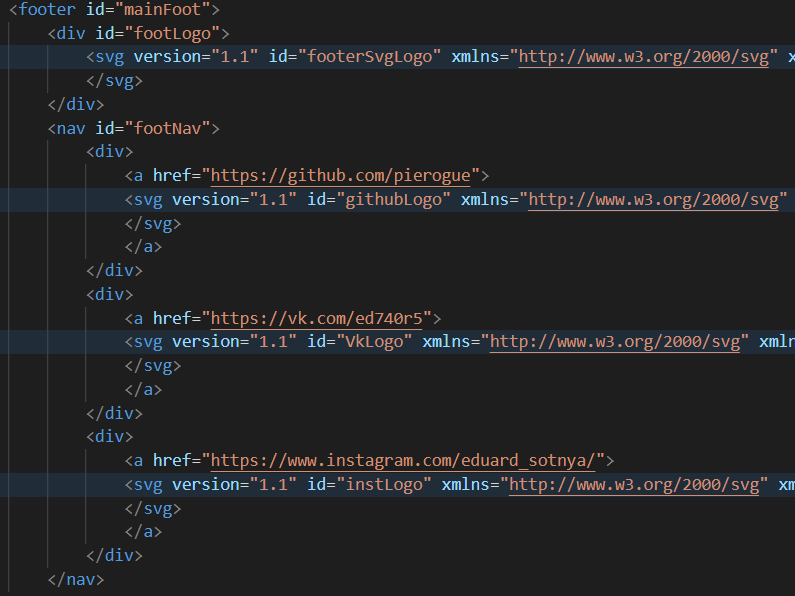 <footer id="mainFoot">
<div id="footLogo">
<svg version="1.1" id="footerSvgLogo" xmlns="http://www.w3.org/2000/svg" x
</svg>
</div>
<nav id="footNav">
<div>
<a href="https://github.com/pierogue">
<svg version="1.1" id="githubLogo" xmlns="http://www.w3.org/2000/svg"
</svg>
</a>
</div>
<div>
<a href="https://vk.com/ed740r5">
<svg version="1.1" id="VkLogo" xmlns="http://www.w3.org/2000/svg" xmln
</svg>
</a>
</div>
<div>
<a href="https://www.instagram.com/eduard_sotnya/">
<svg version="1.1" id="instLogo" xmlns="http://www.w3.org/2000/svg" xm
</svg>
</a>
</div>
</nav>